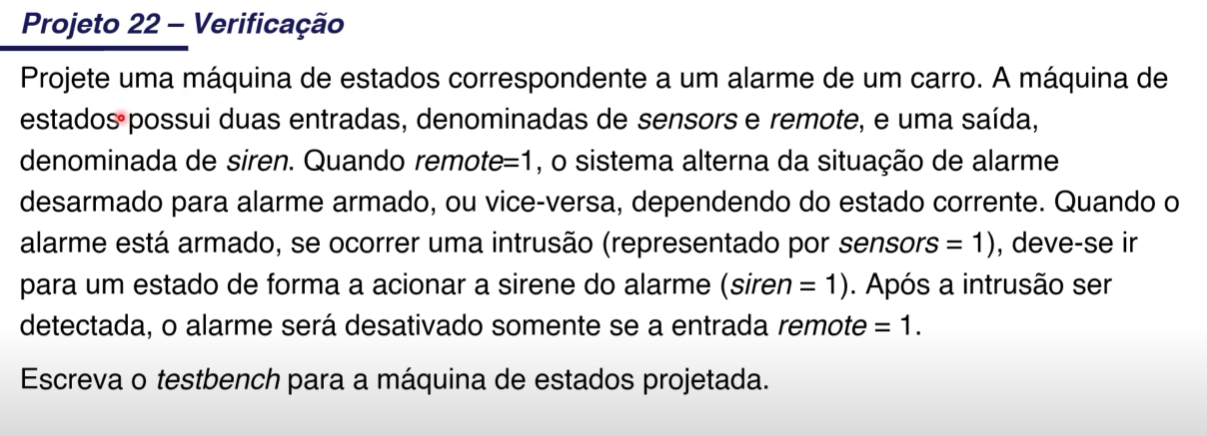 Projeto 22 – Verificação
Projete uma máquina de estados correspondente a um alarme de um carro. A máquina de
estados possui duas entradas, denominadas de sensors e remote, e uma saída,
denominada de siren. Quando remote=1, o sistema alterna da situação de alarme
desarmado para alarme armado, ou vice-versa, dependendo do estado corrente. Quando o
alarme está armado, se ocorrer uma intrusão (representado por sensors = 1), deve-se ir
para um estado de forma a acionar a sirene do alarme (siren = 1). Após a intrusão ser
detectada, o alarme será desativado somente se a entrada remote = 1.
Escreva o testbench para a máquina de estados projetada.